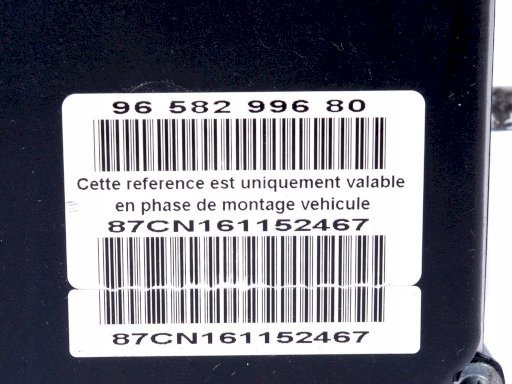 96 582 996 80
Cette reference est uniquement valable
en phase de montage vehicule
87CN161152467
87CN161152467